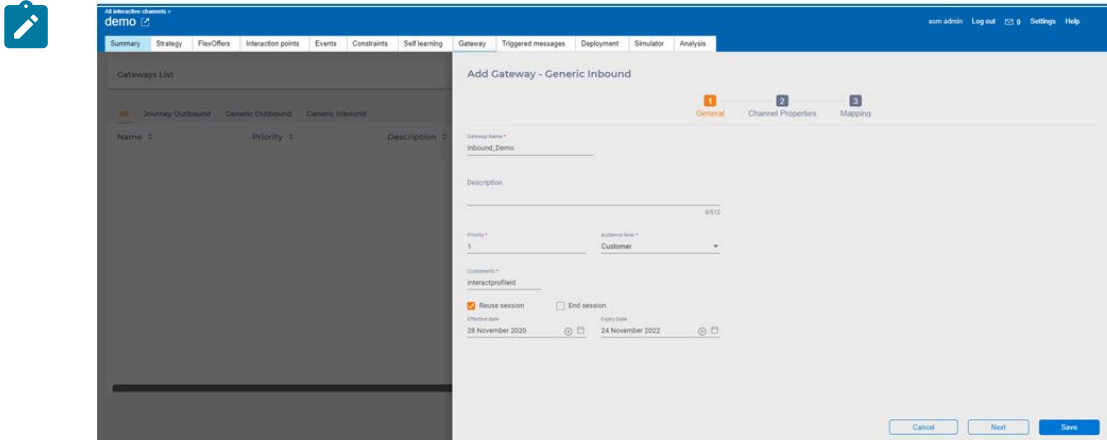 All interactive channels >
demo
asm admin Log out 0 Settings Help
Summary Strategy FlexOffers Interaction points Events Constraints Self learning Gateway Triggered messages Deployment Simulator Analysis
Gateways List
Add Gateway - Generic Inbound
1 2 3
General Channel Properties Mapping
All Journey Outbound Generic Outbound Generic Inbound
Name Priority Description
Gateway Name *
Inbound_Demo
Description
0/512
Priority * Audience level *
1 Customer
CustomerID *
interactprofileid
Reuse session End session
Effective date Expiry Date
28 November 2020 24 November 2022
Cancel Next Save